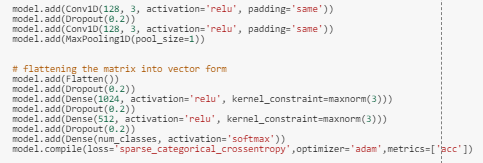 model.add(Conv1D(128, 3, activation='relu', padding='same'))
model.add(Dropout(0.2))
model.add(Conv1D(128, 3, activation='relu', padding='same'))
model.add(MaxPooling1D(pool_size=1))
# flattening the matrix into vector form
model.add(Flatten())
model.add(Dropout(0.2))
model.add(Dense(1024, activation='relu', kernel_constraint=maxnorm(3)))
model.add(Dropout(0.2))
model.add(Dense(512, activation='relu', kernel_constraint=maxnorm(3)))
model.add(Dropout(0.2))
model.add(Dense(num_classes, activation='softmax'))
model.compile(loss='sparse_categorical_crossentropy',optimizer='adam',metrics=['acc'])